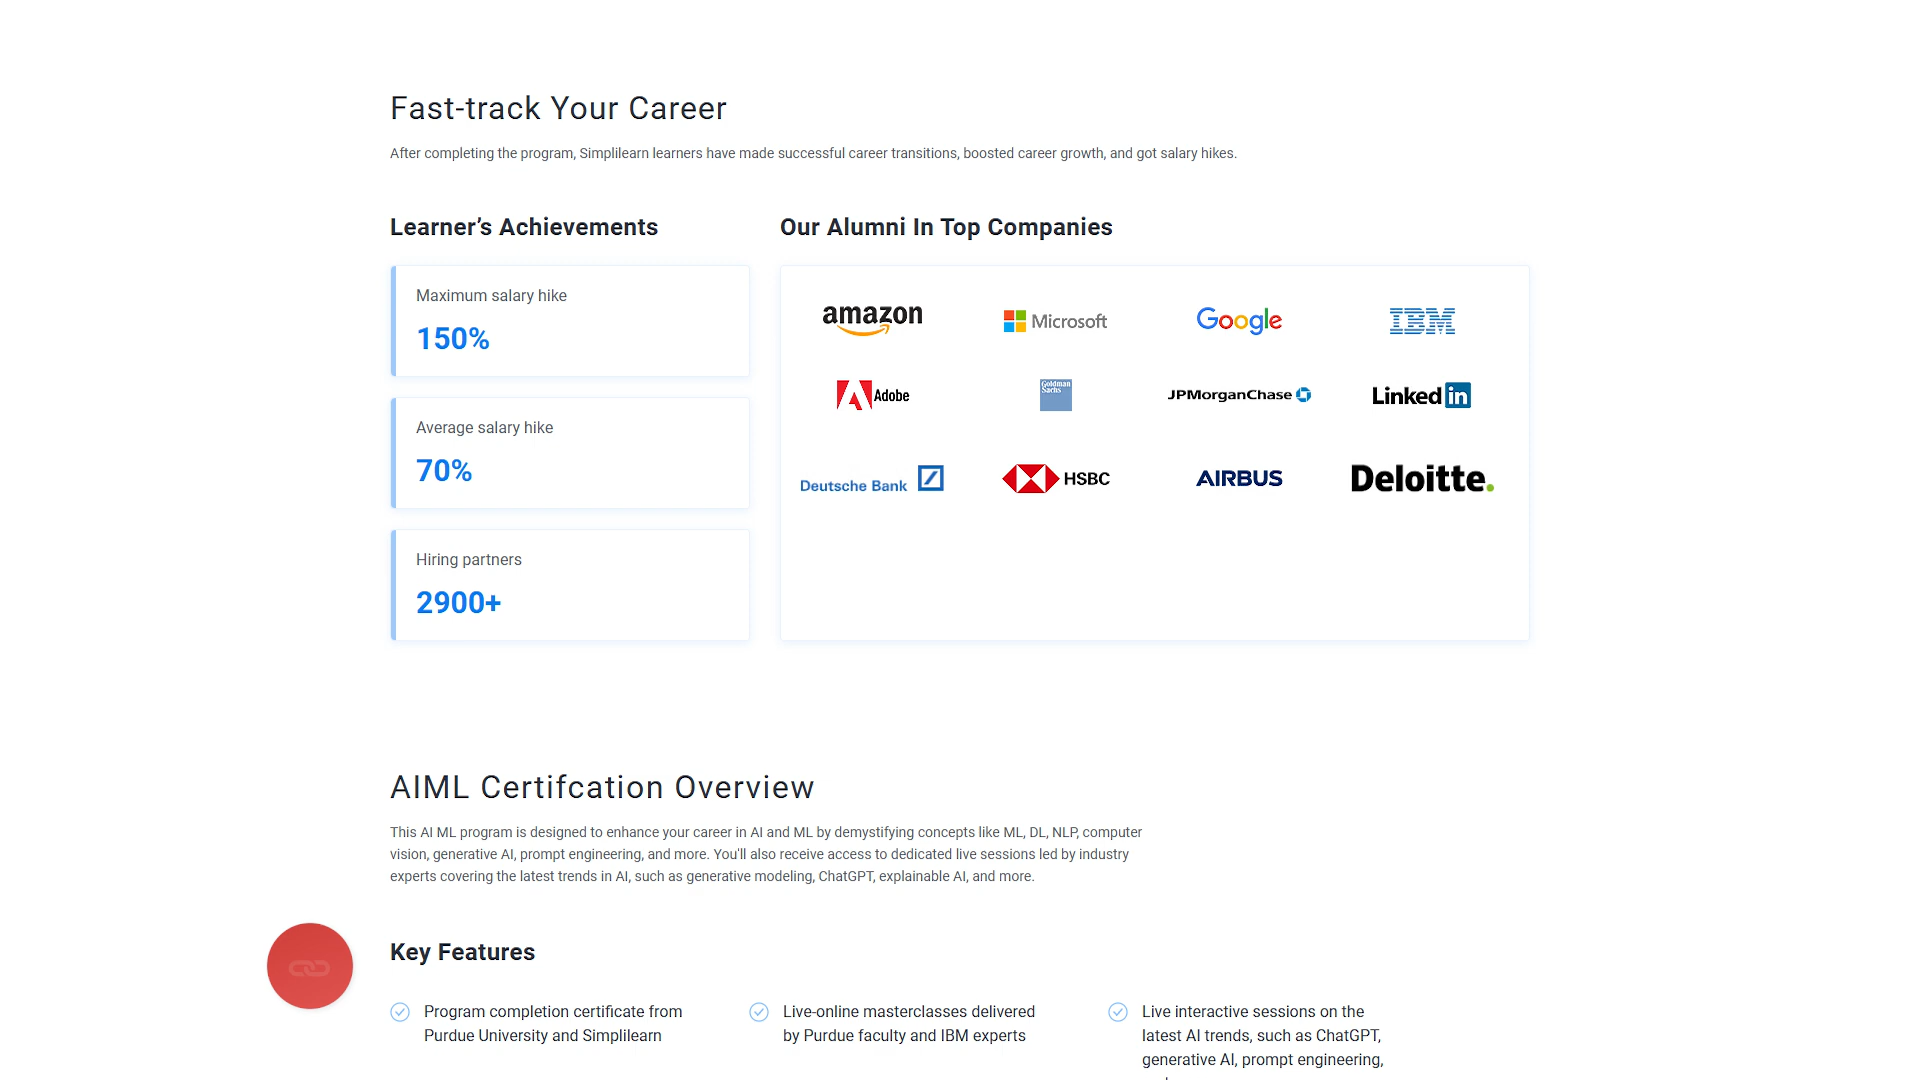 Fast-track Your Career
After completing the program, Simplilearn learners have made successful career transitions, boosted career growth, and got salary hikes.
Learner’s Achievements
Maximum salary hike
150%
Average salary hike
70%
Hiring partners
2900+
Our Alumni In Top Companies
amazon Microsoft Google IBM
Adobe Goldman Sachs JPMorganChase Linkedin
Deutsche Bank HSBC AIRBUS Deloitte.
AIML Certifcation Overview
This AI ML program is designed to enhance your career in AI and ML by demystifying concepts like ML, DL, NLP, computer
vision, generative AI, prompt engineering, and more. You'll also receive access to dedicated live sessions led by industry
experts covering the latest trends in AI, such as generative modeling, ChatGPT, explainable AI, and more.
Key Features
Program completion certificate from
Purdue University and Simplilearn
Live-online masterclasses delivered
by Purdue faculty and IBM experts
Live interactive sessions on the
latest AI trends, such as ChatGPT,
generative AI, prompt engineering,